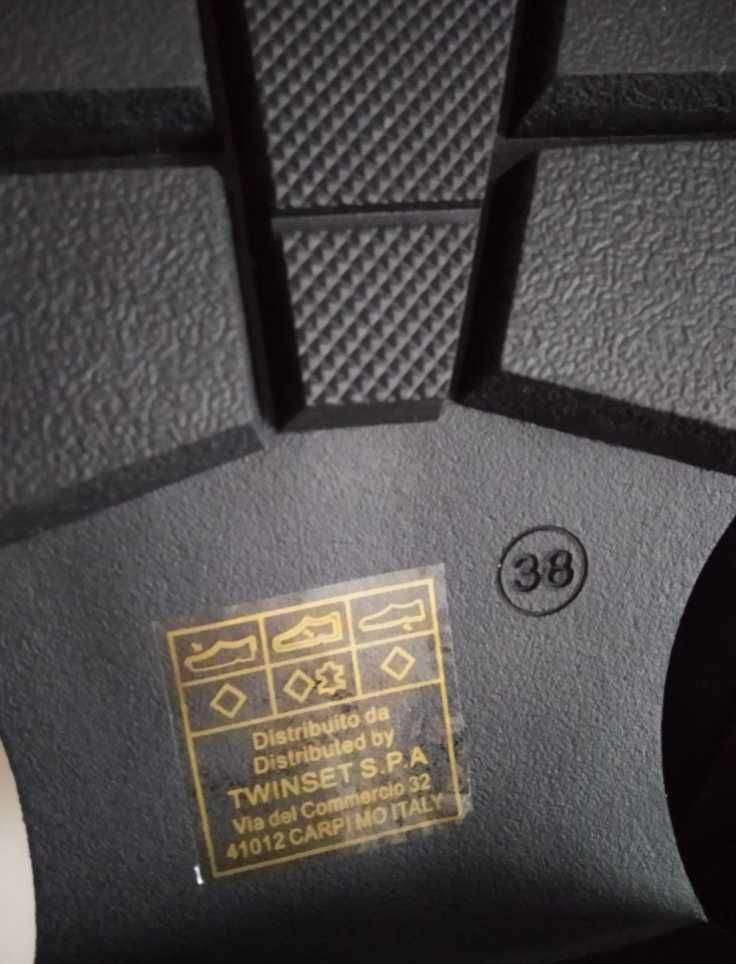 38
Distribuito da
Distributed by
TWINSET S.P.A
Via del Commercio 32
41012 CARPI MO ITALY